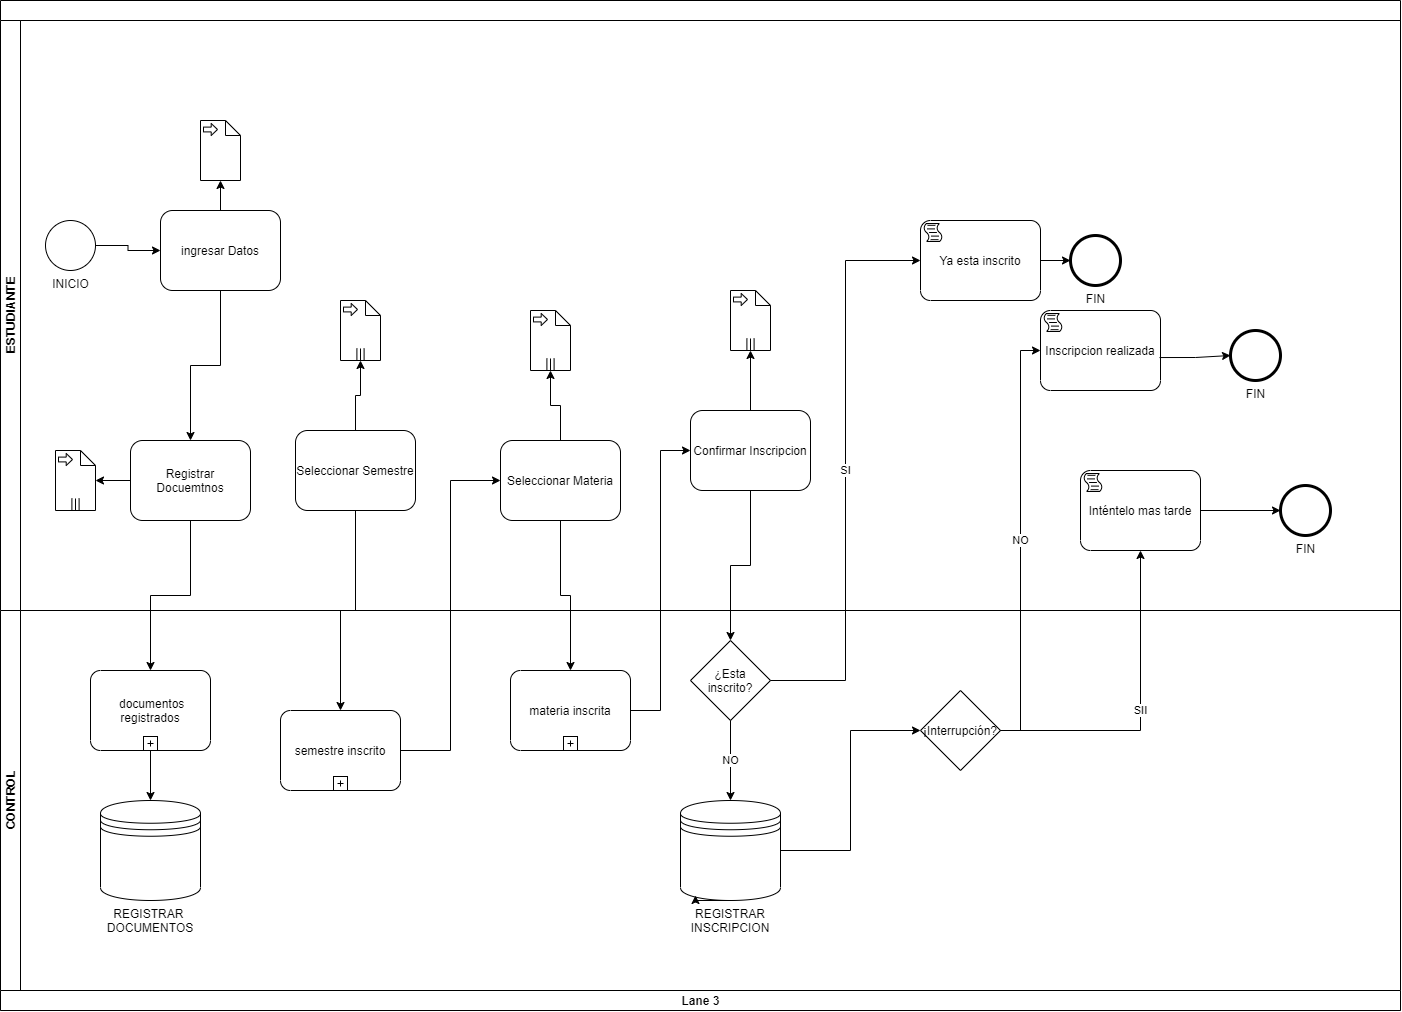 ESTUDIANTE
INICIO
ingresar Datos
Registrar
Docuemtnos
Seleccionar Semestre
Seleccionar Materia
Confirmar Inscripcion
SI
Ya esta inscrito
FIN
Inscripcion realizada
FIN
NO
Inténtelo mas tarde
FIN
CONTROL
documentos
registrados
REGISTRAR
DOCUMENTOS
semestre inscrito
materia inscrita
¿Esta
inscrito?
NO
REGISTRAR
INSCRIPCION
¡Interrupción?
SII
Lane 3